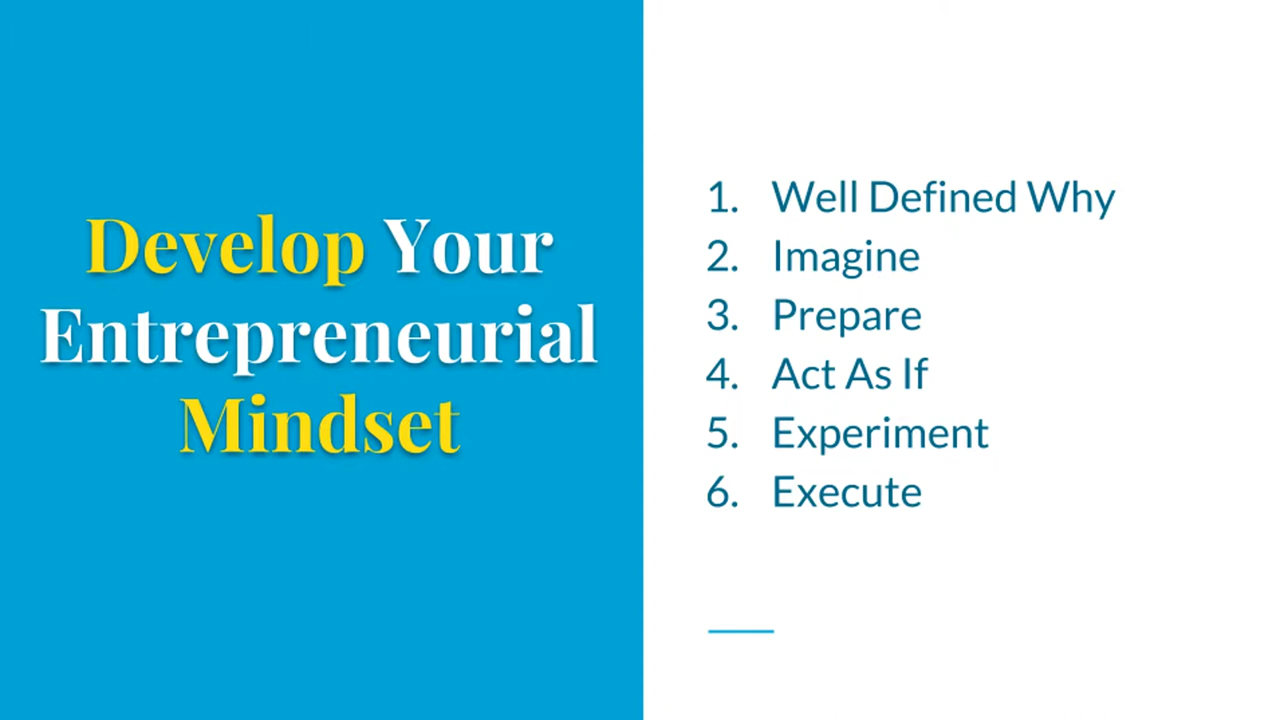 Develop Your
Entrepreneurial
Mindset
1. Well Defined Why
2. Imagine
3. Prepare
4. Act As If
5. Experiment
6. Execute